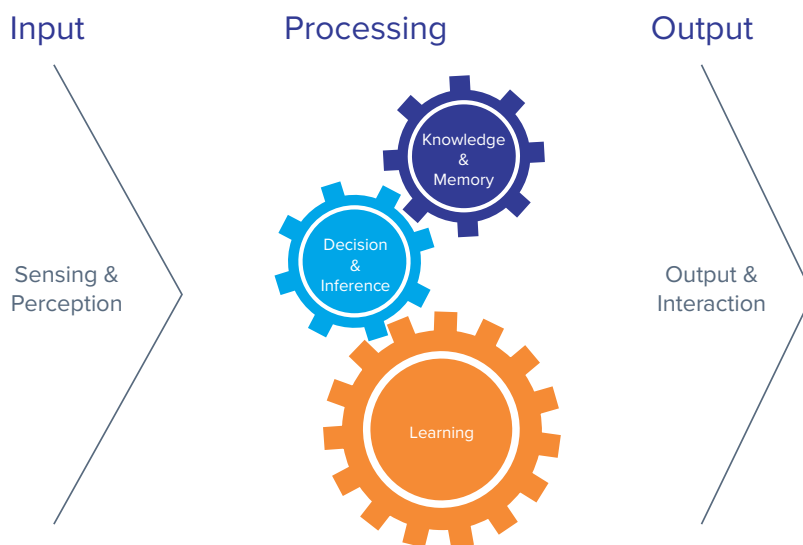 Input
Processing
Output
Knowledge
&
Memory
Decision
&
Inference
Sensing &
Perception
Output &
Interaction
Learning